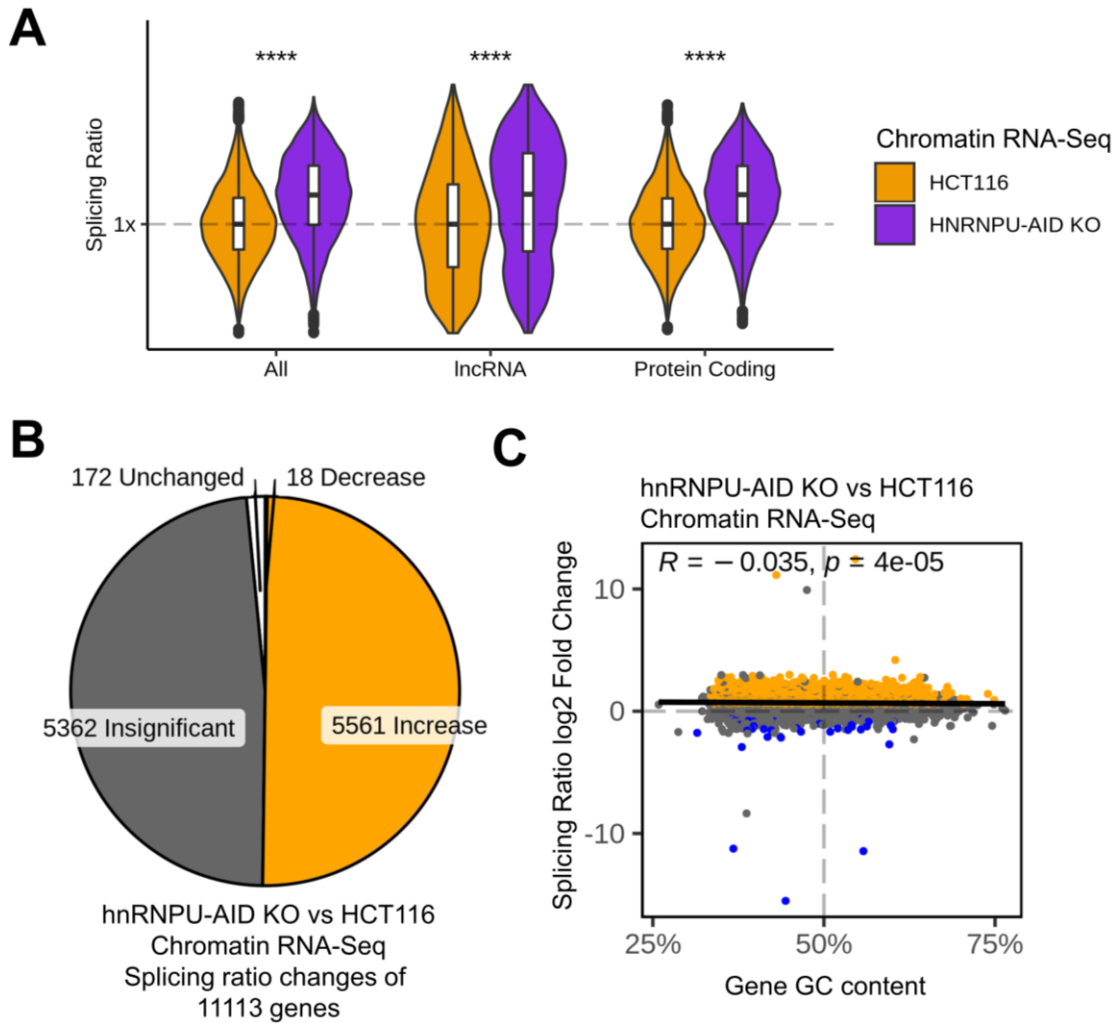 A
**** **** ****
Splicing Ratio
1x
All lncRNA Protein Coding
Chromatin RNA-Seq
HCT116
HNRNPU-AID KO
B
172 Unchanged
18 Decrease
5362 Insignificant
5561 Increase
hnRNPU-AID KO vs HCT116
Chromatin RNA-Seq
Splicing ratio changes of
11113 genes
C
hnRNPU-AID KO vs HCT116
Chromatin RNA-Seq
R = − 0.035, p = 4e-05
Splicing Ratio log2 Fold Change
10
0
-10
25% 50% 75%
Gene GC content